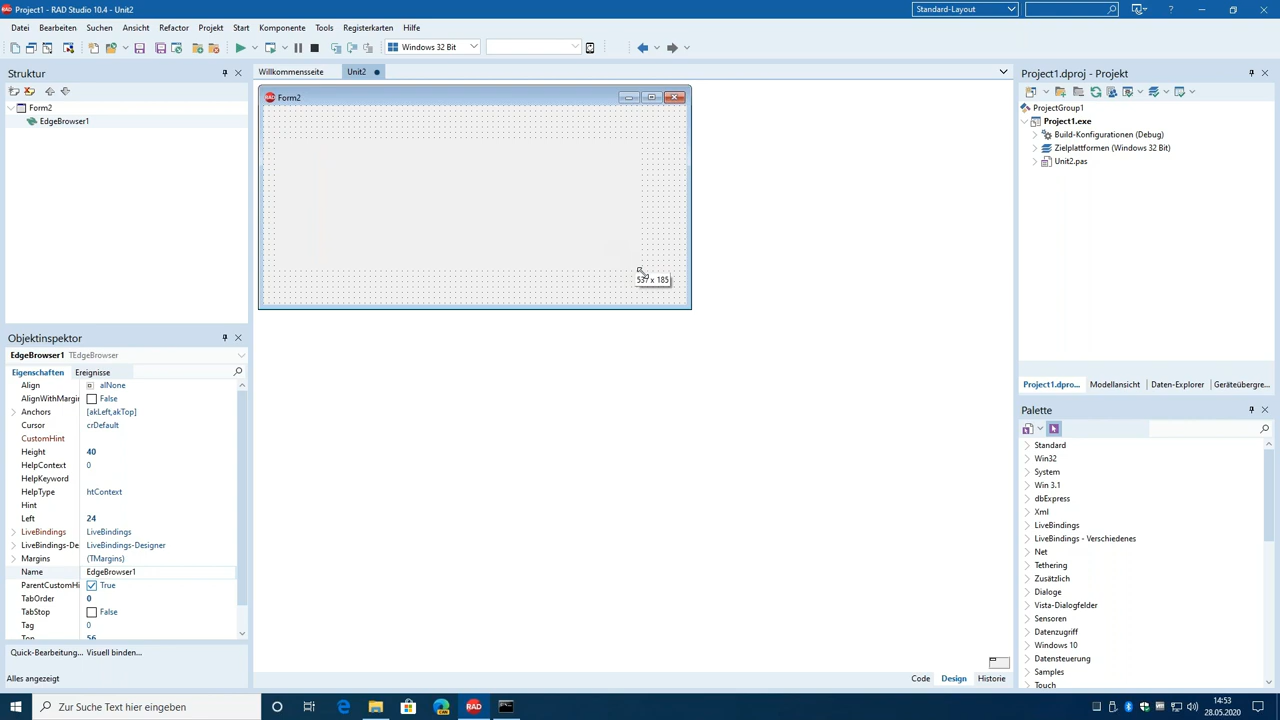 Project1 - RAD Studio 10.4 - Unit2
Standard-Layout
Datei Bearbeiten Suchen Ansicht Refactor Projekt Start Komponente Tools Registerkarten Hilfe
Windows 32 Bit
Struktur
Form2
EdgeBrowser1
Willkommensseite
Unit2
RAD Form2
537 x 185
Objektinspektor
EdgeBrowser1 TEdgeBrowser
Eigenschaften Ereignisse
Align alNone
AlignWithMargin False
Anchors [akLeft,akTop]
Cursor crDefault
CustomHint
Height 40
HelpContext 0
HelpKeyword
HelpType htContext
Hint
Left 24
LiveBindings LiveBindings
LiveBindings-De LiveBindings-Designer
Margins (TMargins)
Name EdgeBrowser1
ParentCustomHi True
TabOrder 0
TabStop False
Tag 0
Top 56
Quick-Bearbeitung... Visuell binden...
Alles angezeigt
Code Design Historie
Project1.dproj - Projekt
ProjectGroup1
Project1.exe
Build-Konfigurationen (Debug)
Zielplattformen (Windows 32 Bit)
Unit2.pas
Project1.dpro... Modellansicht Daten-Explorer Geräteübergre...
Palette
Standard
Win32
System
Win 3.1
dbExpress
Xml
LiveBindings
LiveBindings - Verschiedenes
Net
Tethering
Zusätzlich
Dialoge
Vista-Dialogfelder
Sensoren
Datenzugriff
Windows 10
Datensteuerung
Samples
Touch
Zur Suche Text hier eingeben
RAD
14:53
28.05.2020